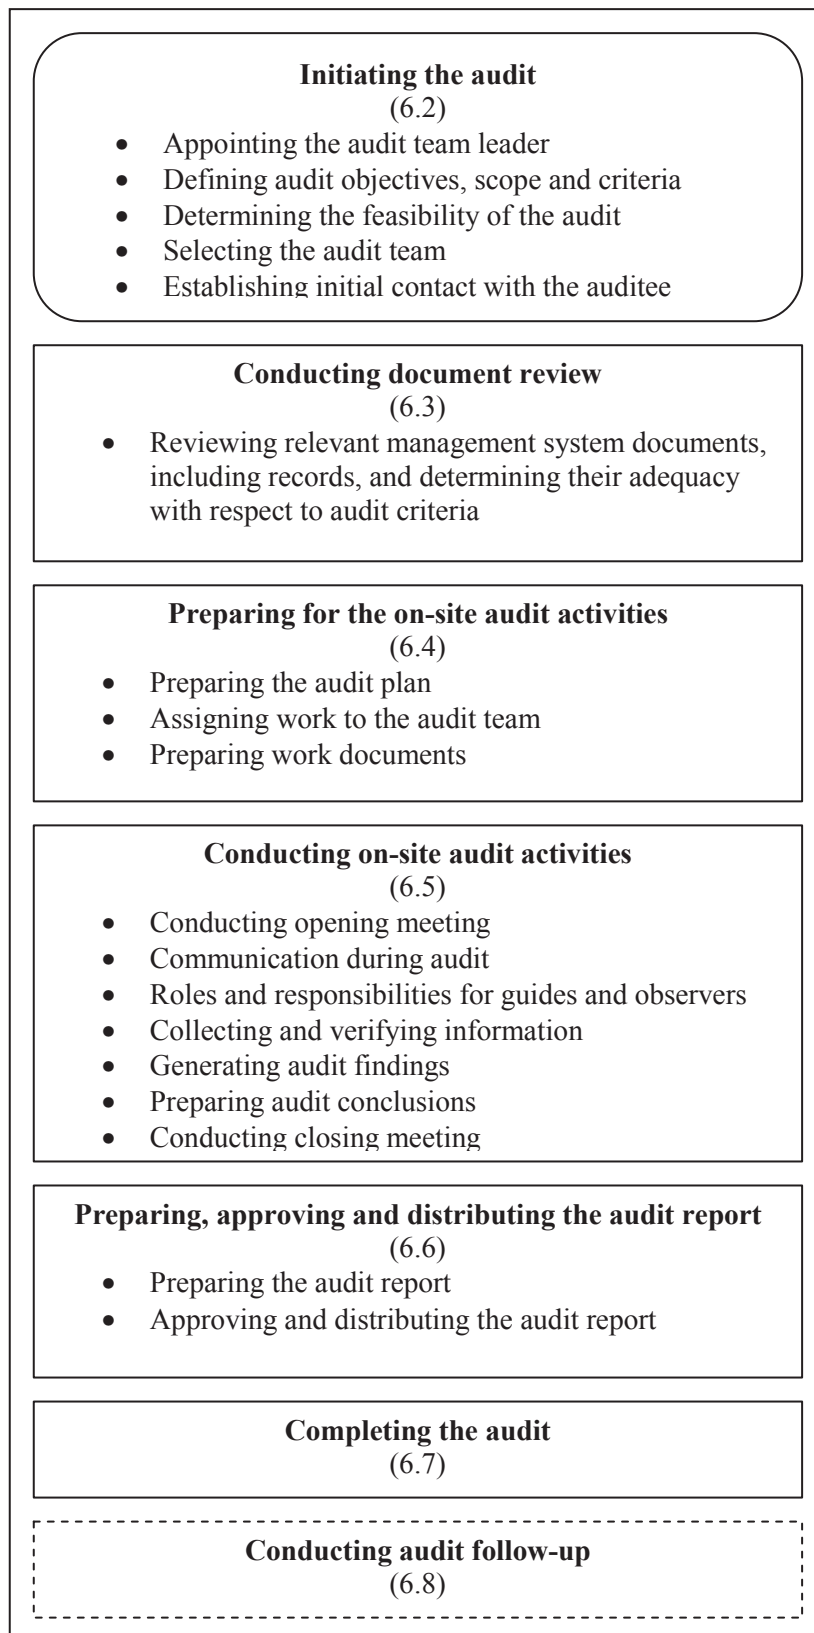 Initiating the audit
(6.2)
• Appointing the audit team leader
• Defining audit objectives, scope and criteria
• Determining the feasibility of the audit
• Selecting the audit team
• Establishing initial contact with the auditee
Conducting document review
(6.3)
• Reviewing relevant management system documents,
including records, and determining their adequacy
with respect to audit criteria
Preparing for the on-site audit activities
(6.4)
• Preparing the audit plan
• Assigning work to the audit team
• Preparing work documents
Conducting on-site audit activities
(6.5)
• Conducting opening meeting
• Communication during audit
• Roles and responsibilities for guides and observers
• Collecting and verifying information
• Generating audit findings
• Preparing audit conclusions
• Conducting closing meeting
Preparing, approving and distributing the audit report
(6.6)
• Preparing the audit report
• Approving and distributing the audit report
Completing the audit
(6.7)
Conducting audit follow-up
(6.8)